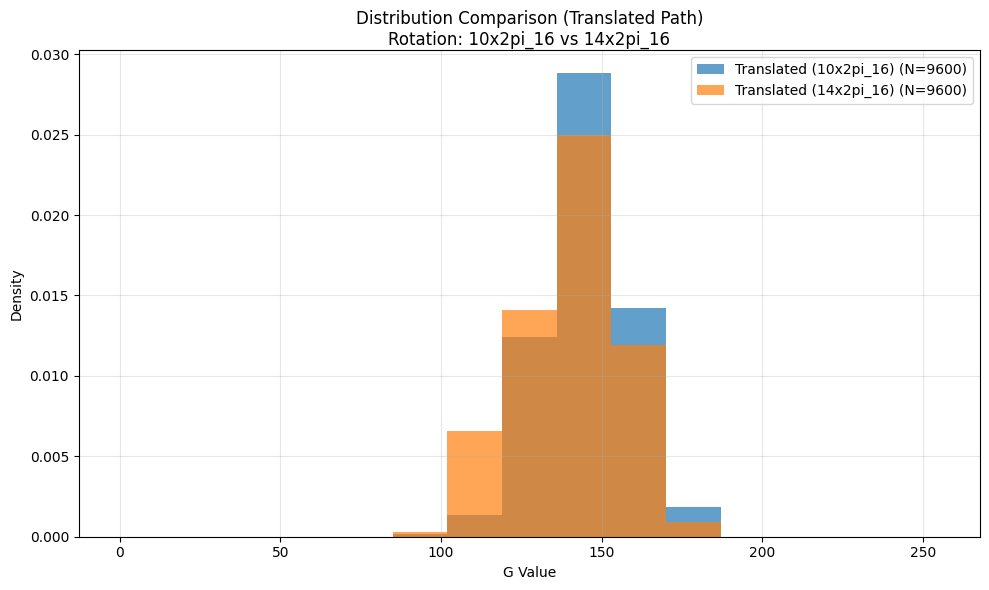 Distribution Comparison (Translated Path)
Rotation: 10x2pi_16 vs 14x2pi_16
Translated (10x2pi_16) (N=9600)
Translated (14x2pi_16) (N=9600)
Density
0.030
0.025
0.020
0.015
0.010
0.005
0.000
0 50 100 150 200 250
G Value